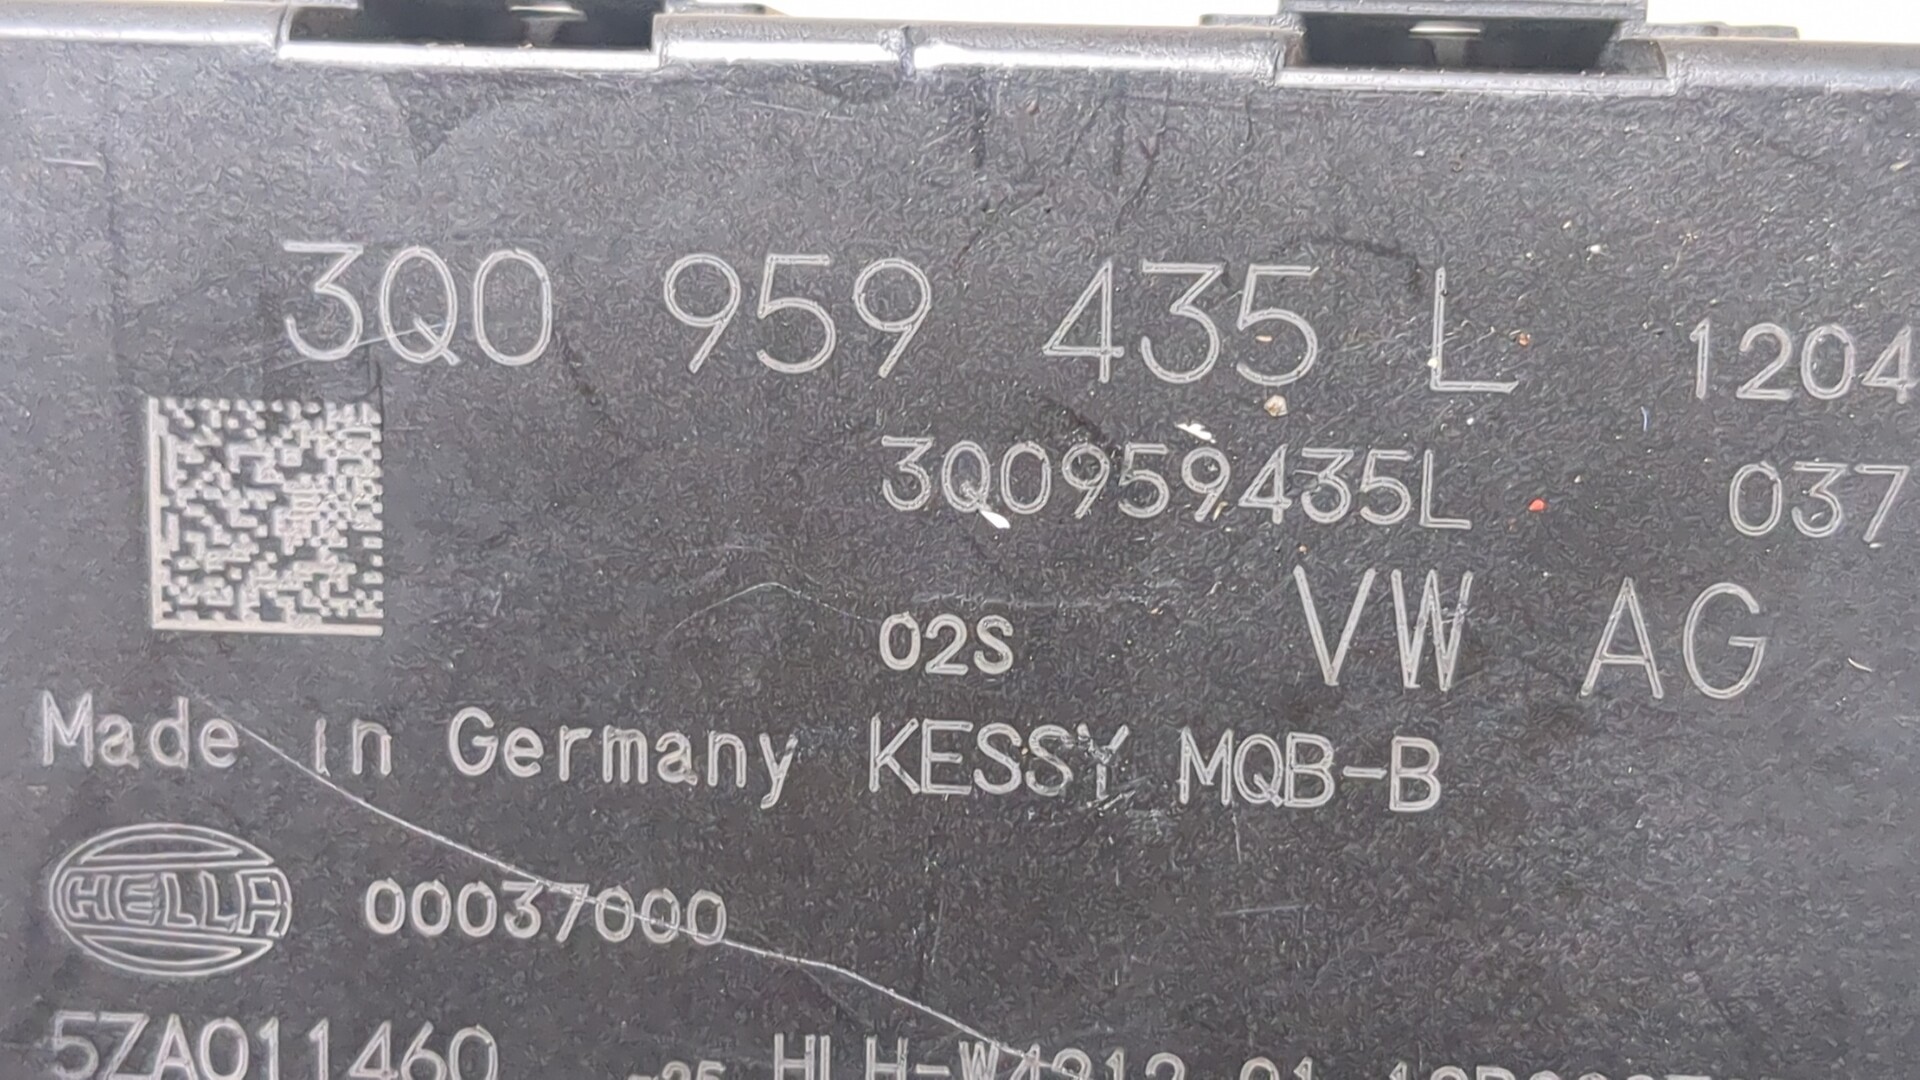 3Q0 959 435 L 1204
3Q0959435L 037
02S VW AG
Made in Germany KESSY MQB-B
HELLA 00037000
5ZA011460